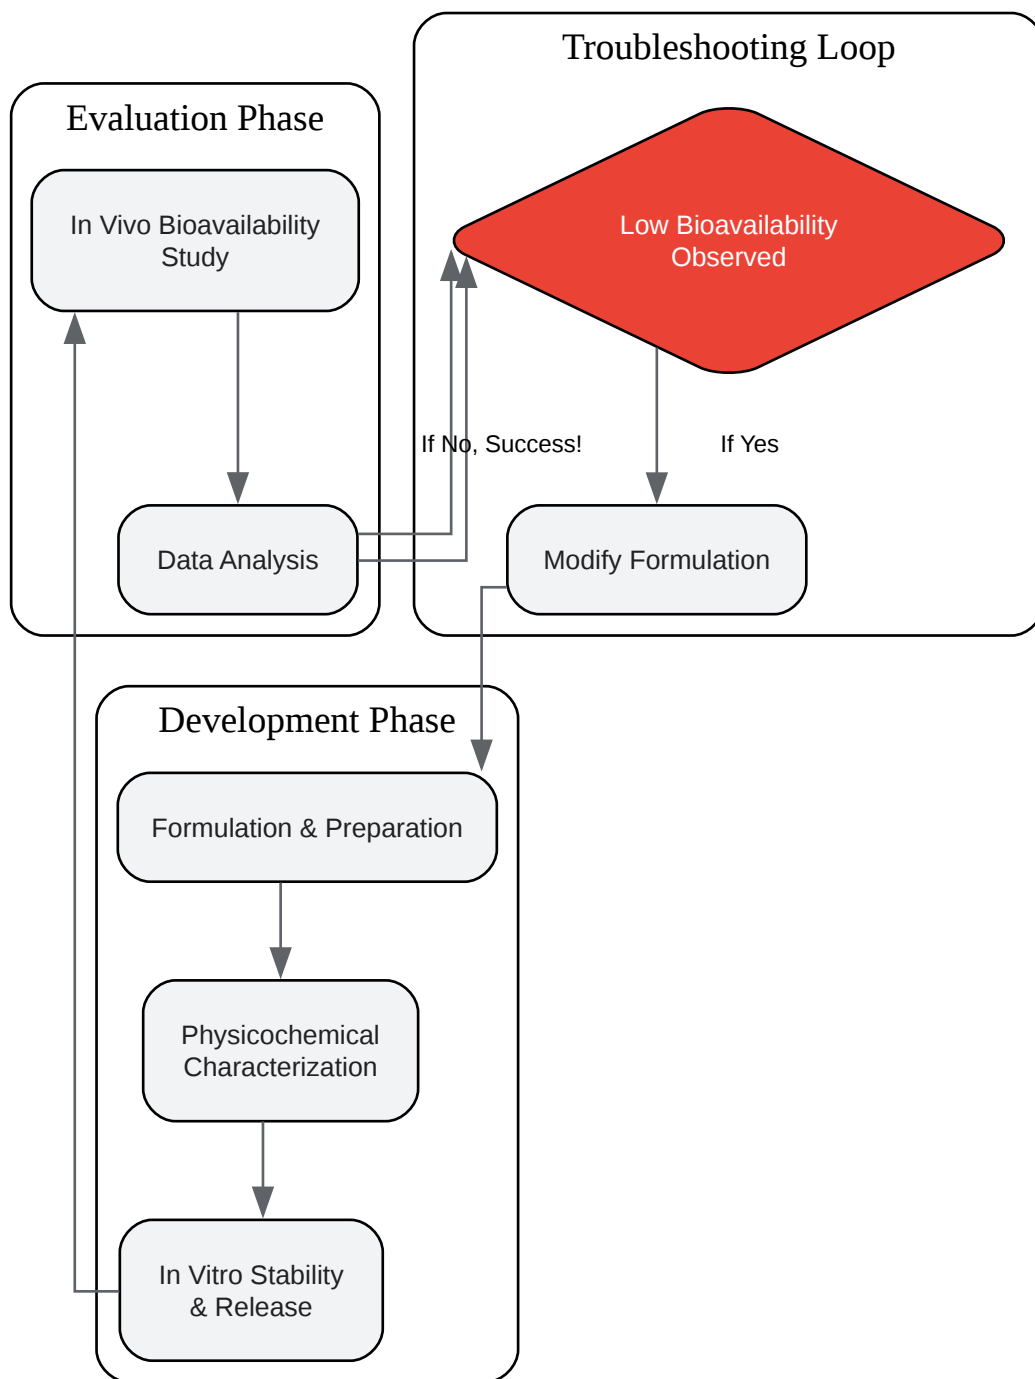 Troubleshooting Loop
Evaluation Phase
In Vivo Bioavailability
Study
Low Bioavailability
Observed
If No, Success!
If Yes
Data Analysis
Modify Formulation
Development Phase
Formulation & Preparation
Physicochemical
Characterization
In Vitro Stability
& Release